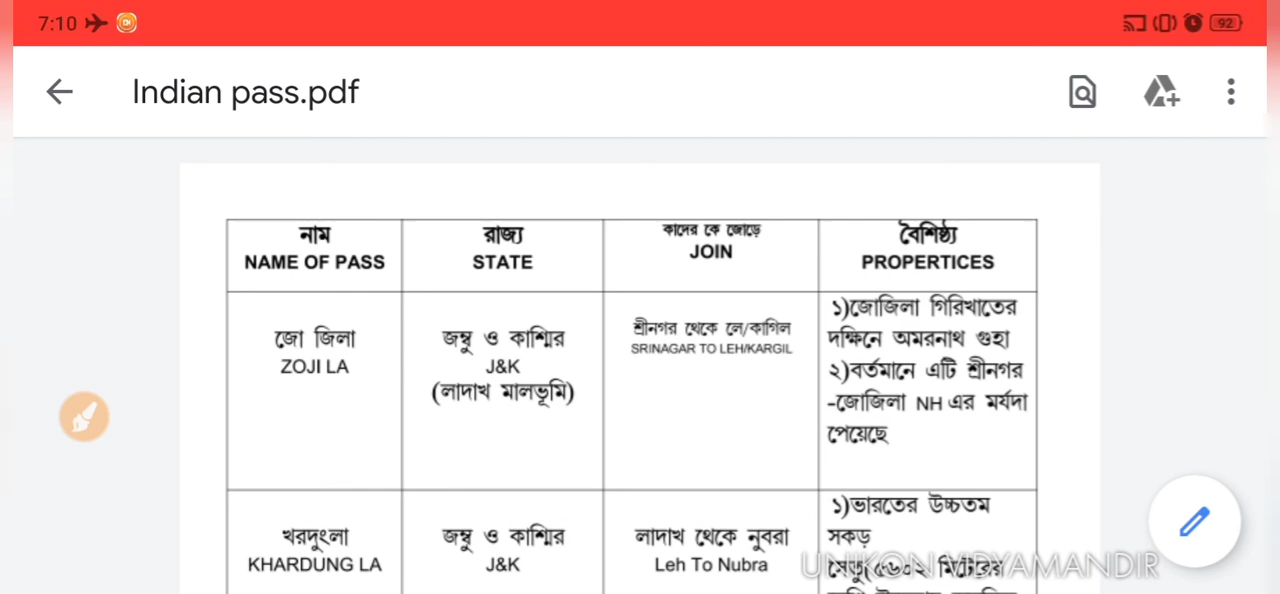 7:10
92
Indian pass.pdf
নাম
NAME OF PASS
রাজ্য
STATE
কাদের কে জোড়ে
JOIN
বৈশিষ্ঠ্য
PROPERTICES
জো জিলা
ZOJI LA
জম্বু ও কাশ্মির
J&K
(লাদাখ মালভূমি)
শ্রীনগর থেকে লে/কাগিল
SRINAGAR TO LEH/KARGIL
১)জোজিলা গিরিখাতের
দক্ষিনে অমরনাথ গুহা
২)বর্তমানে এটি শ্রীনগর
-জোজিলা NH এর মর্যদা
পেয়েছে
খরদুংলা
KHARDUNG LA
জম্বু ও কাশ্মির
J&K
লাদাখ থেকে নুবরা
Leh To Nubra
১)ভারতের উচ্চতম
সকড়
সেতু(৫৬০২ মিটেরের
UNIKON VIDYAMANDIR